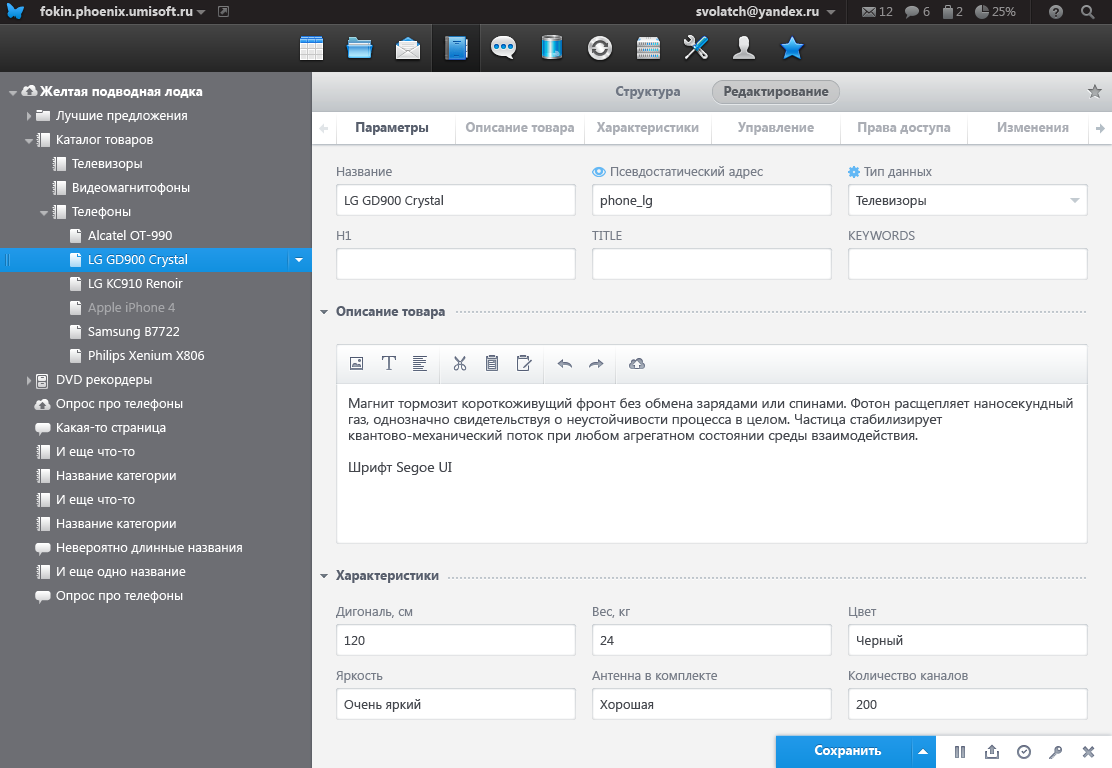 fokin.phoenix.umisoft.ru
svolatch@yandex.ru 12 6 2 25%
Желтая подводная лодка
Лучшие предложения
Каталог товаров
Телевизоры
Видеомагнитофоны
Телефоны
Alcatel OT-990
LG GD900 Crystal
LG KC910 Renoir
Apple iPhone 4
Samsung B7722
Philips Xenium X806
DVD рекордеры
Опрос про телефоны
Какая-то страница
И еще что-то
Название категории
И еще что-то
Название категории
Невероятно длинные названия
И еще одно название
Опрос про телефоны
Структура Редактирование
Параметры Описание товара Характеристики Управление Права доступа Изменения
Название Псевдостатический адрес Тип данных
LG GD900 Crystal phone_lg Телевизоры
H1 TITLE KEYWORDS
Описание товара
Магнит тормозит короткоживущий фронт без обмена зарядами или спинами. Фотон расщепляет наносекундный
газ, однозначно свидетельствуя о неустойчивости процесса в целом. Частица стабилизирует
квантово-механический поток при любом агрегатном состоянии среды взаимодействия.
Шрифт Segoe UI
Характеристики
Дигональ, см Вес, кг Цвет
120 24 Черный
Яркость Антенна в комплекте Количество каналов
Очень яркий Хорошая 200
Сохранить